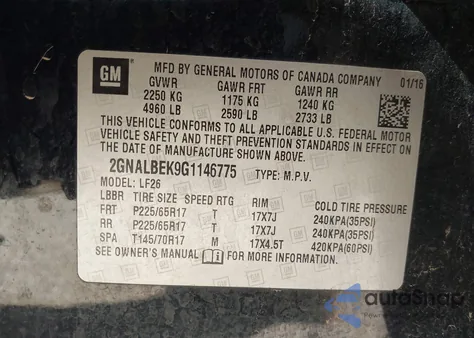 GM
MFD BY GENERAL MOTORS OF CANADA COMPANY 01/16
GVWR GAWR FRT GAWR RR
2250 KG 1175 KG 1240 KG
4960 LB 2590 LB 2733 LB
THIS VEHICLE CONFORMS TO ALL APPLICABLE U.S. FEDERAL MOTOR
VEHICLE SAFETY AND THEFT PREVENTION STANDARDS IN EFFECT ON
THE DATE OF MANUFACTURE SHOWN ABOVE.
2GNALBEK9G1146775 TYPE: M.P.V.
MODEL: LF26
LBBR TIRE SIZE SPEED RTG RIM COLD TIRE PRESSURE
FRT P225/65R17 T 17X7J 240KPA(35PSI)
RR P225/65R17 T 17X7J 240KPA(35PSI)
SPA T145/70R17 M 17X4.5T 420KPA(60PSI)
SEE OWNER'S MANUAL FOR MORE INFORMATION.
autoSnap